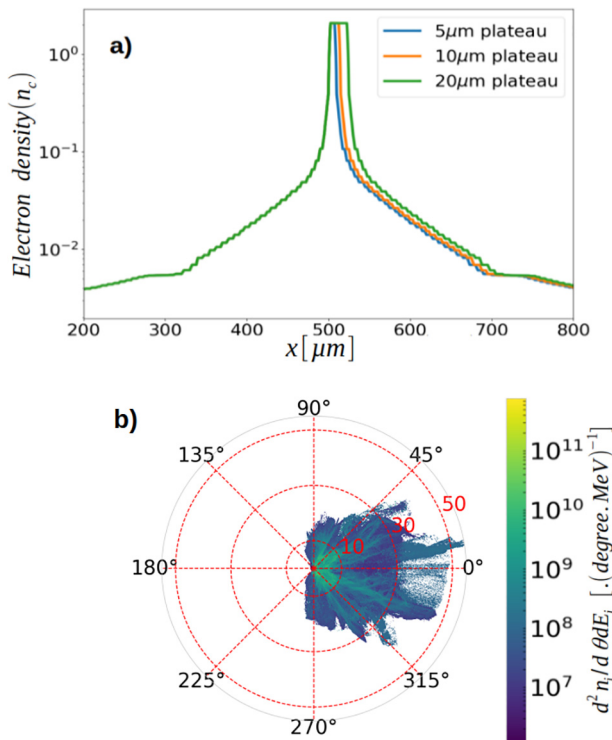 a)
5μm plateau
10μm plateau
20μm plateau
Electron density(n_c)
10⁰
10⁻¹
10⁻²
200 300 400 500 600 700 800
x[μm]
b)
90°
135° 45°
50
30
10
180° 0°
225° 315°
270°
10¹¹
10¹⁰
10⁹
10⁸
10⁷
d² n_i/d θdE_i [.(degree.MeV)⁻¹]